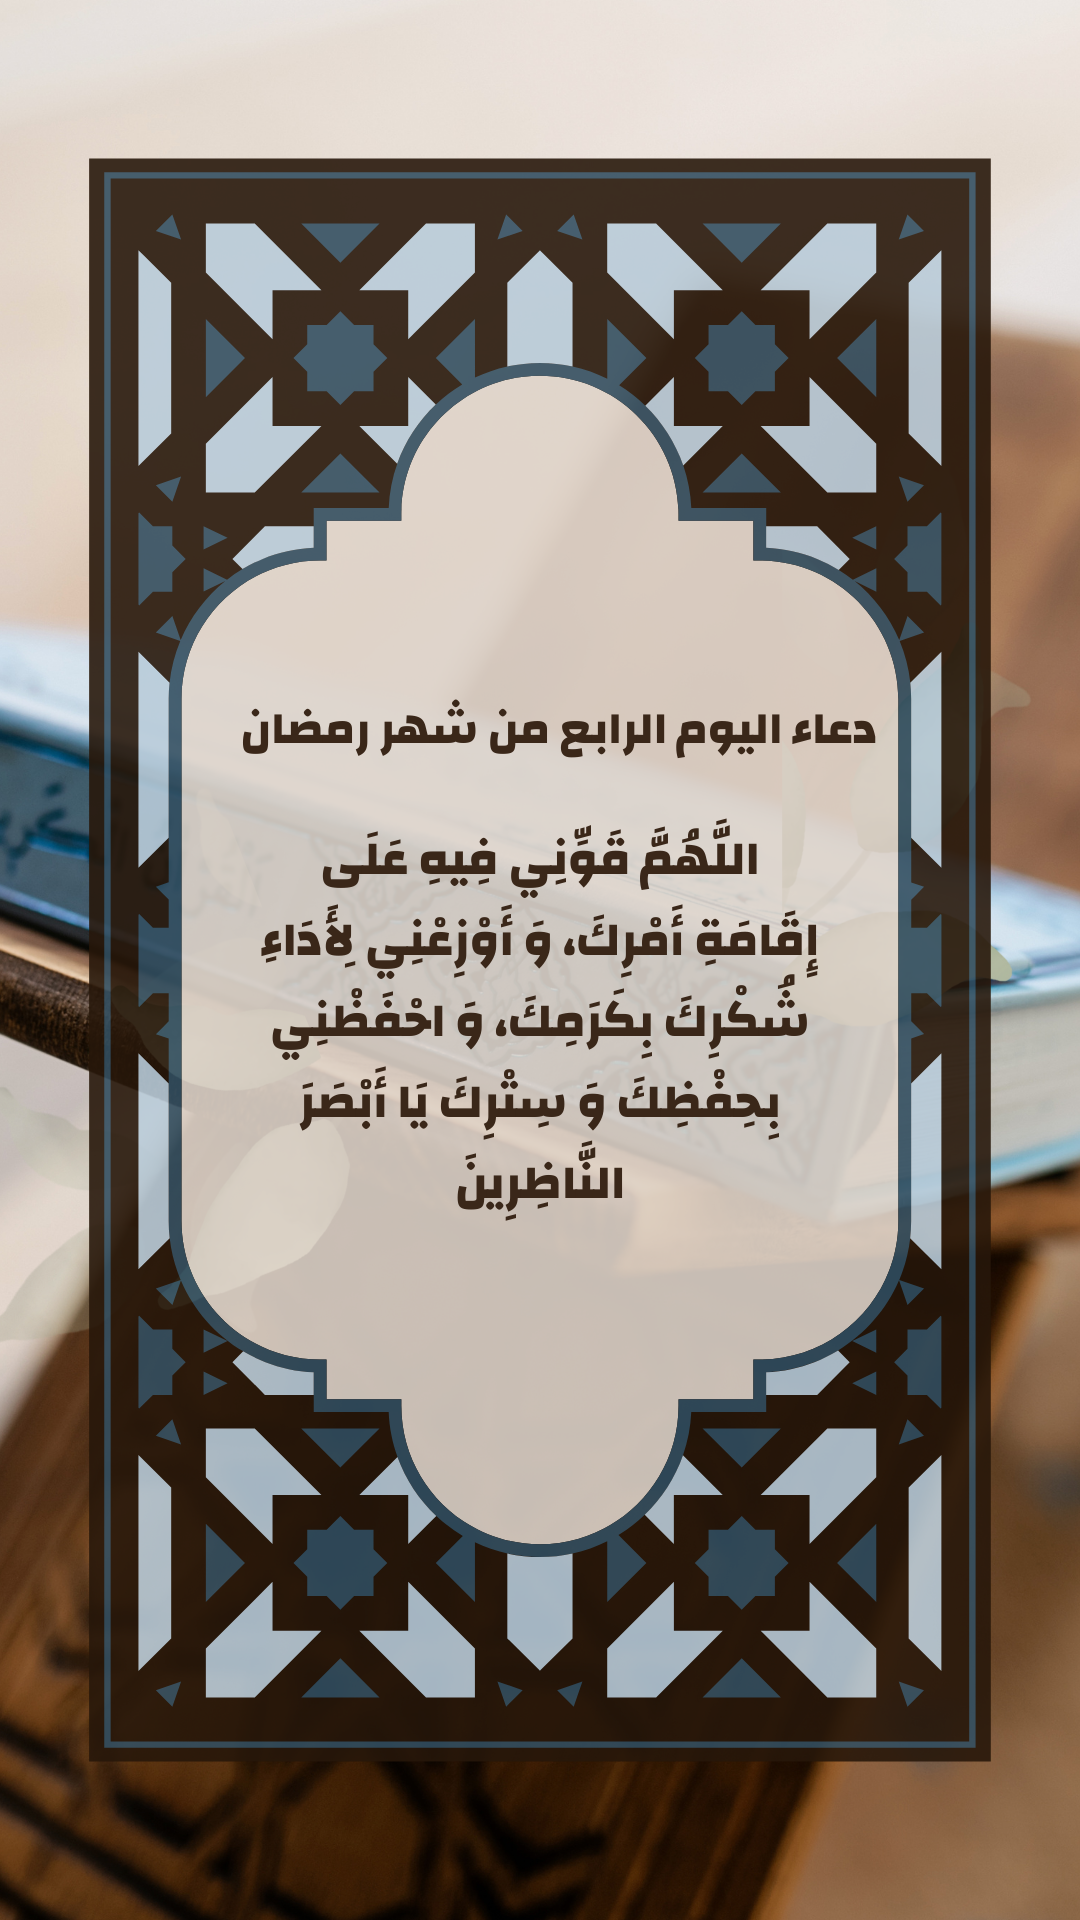 دعاء اليوم الرابع من شهر رمضان
اللَّهُمَّ قَوِّنِي فِيهِ عَلَى
إِقَامَةِ أَمْرِكَ، وَ أَوْزِعْنِي لِأَدَاءِ
شُكْرِكَ بِكَرَمِكَ، وَ احْفَظْنِي
بِحِفْظِكَ وَ سِتْرِكَ يَا أَبْصَرَ
النَّاظِرِينَ